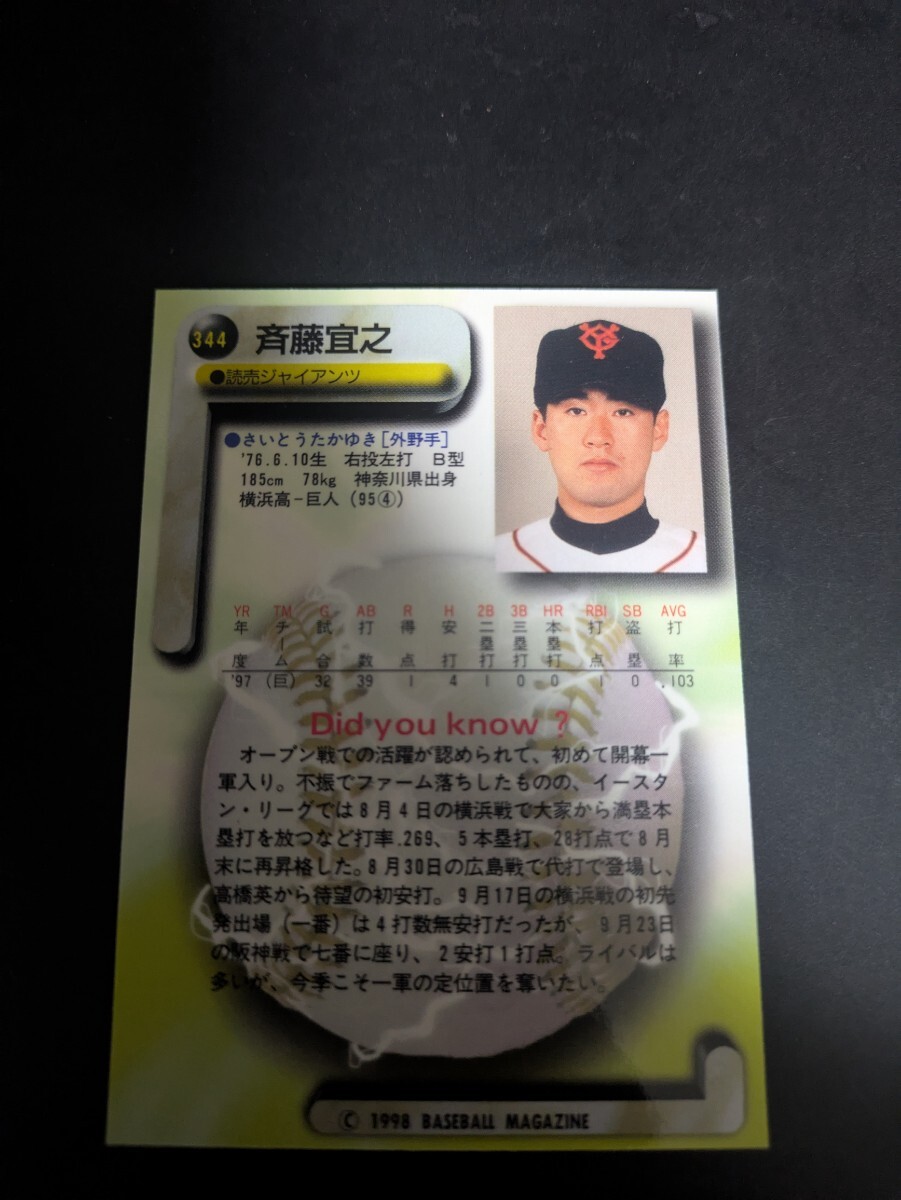 344 斉藤宜之
●読売ジャイアンツ
●さいとうたかゆき[外野手]
'76.6.10生 右投左打 B型
185cm 78kg 神奈川県出身
横浜高-巨人(95④)
YG
YR TM G AB R H 2B 3B HR RBI SB AVG
年度 チーム 試合 打数 得点 安打 二塁打 三塁打 本塁打 打点 盗塁 打率
'97 (巨) 32 39 1 4 1 0 0 1 0 .103
Did you know ?
オープン戦での活躍が認められて、初めて開幕一
軍入り。不振でファーム落ちしたものの、イースタ
ン・リーグでは8月4日の横浜戦で大家から満塁本
塁打を放つなど打率.269、5本塁打、28打点で8月
末に再昇格した。8月30日の広島戦で代打で登場し、
高橋英から待望の初安打。9月17日の横浜戦の初先
発出場(一番)は4打数無安打だったが、9月23日
の阪神戦で七番に座り、2安打1打点。ライバルは
多いが、今季こそ一軍の定位置を奪いたい。
© 1998 BASEBALL MAGAZINE